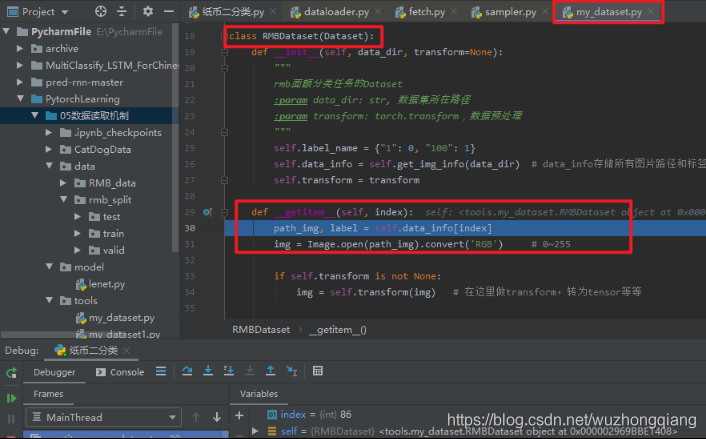 Project
纸币二分类.py
dataloader.py
fetch.py
sampler.py
my_dataset.py
PycharmFile E:\PycharmFile
archive
MultiClassify_LSTM_ForChines
pred-rnn-master
PytorchLearning
05数据读取机制
.ipynb_checkpoints
CatDogData
data
RMB_data
rmb_split
test
train
valid
model
lenet.py
tools
my_dataset.py
my_dataset1.py
18 class RMBDataset(Dataset):
19 def __init__(self, data_dir, transform=None):
20 """
21 rmb面额分类任务的Dataset
22 :param data_dir: str, 数据集所在路径
23 :param transform: torch.transform，数据预处理
24 """
25 self.label_name = {"1": 0, "100": 1}
26 self.data_info = self.get_img_info(data_dir) # data_info存储所有图片路径和标签
27 self.transform = transform
28
29 def __getitem__(self, index): self: <tools.my_dataset.RMBDataset object at 0x000
30 path_img, label = self.data_info[index]
31 img = Image.open(path_img).convert('RGB') # 0~255
32
33 if self.transform is not None:
34 img = self.transform(img) # 在这里做transform，转为tensor等等
35
RMBDataset
__getitem__()
Debug: 纸币二分类
Debugger
Console
Frames
Variables
MainThread
index = {int} 86
self = {RMBDataset} <tools.my_dataset.RMBDataset object at 0x000002969BBET408>
https://blog.csdn.net/wuzhongqiang